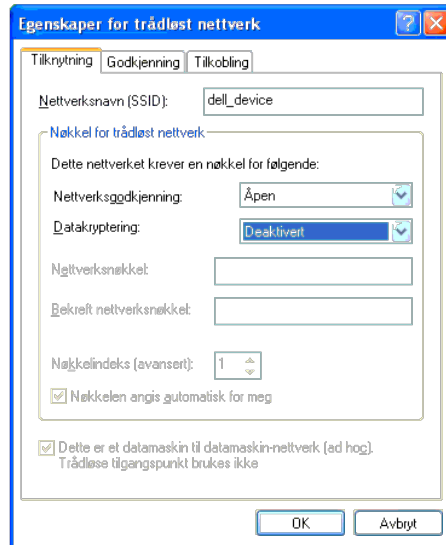 Egenskaper for trådløst nettverk
Tilknytning Godkjenning Tilkobling
Nettverksnavn (SSID): dell_device
Nøkkel for trådløst nettverk
Dette nettverket krever en nøkkel for følgende:
Nettverksgodkjenning: Åpen
Datakryptering: Deaktivert
Nettverksnøkkel:
Bekreft nettverksnøkkel:
Nøkkelindeks (avansert): 1
Nøkkelen angis automatisk for meg
Dette er et datamaskin til datamaskin-nettverk (ad hoc).
Trådløse tilgangspunkt brukes ikke
OK Avbryt